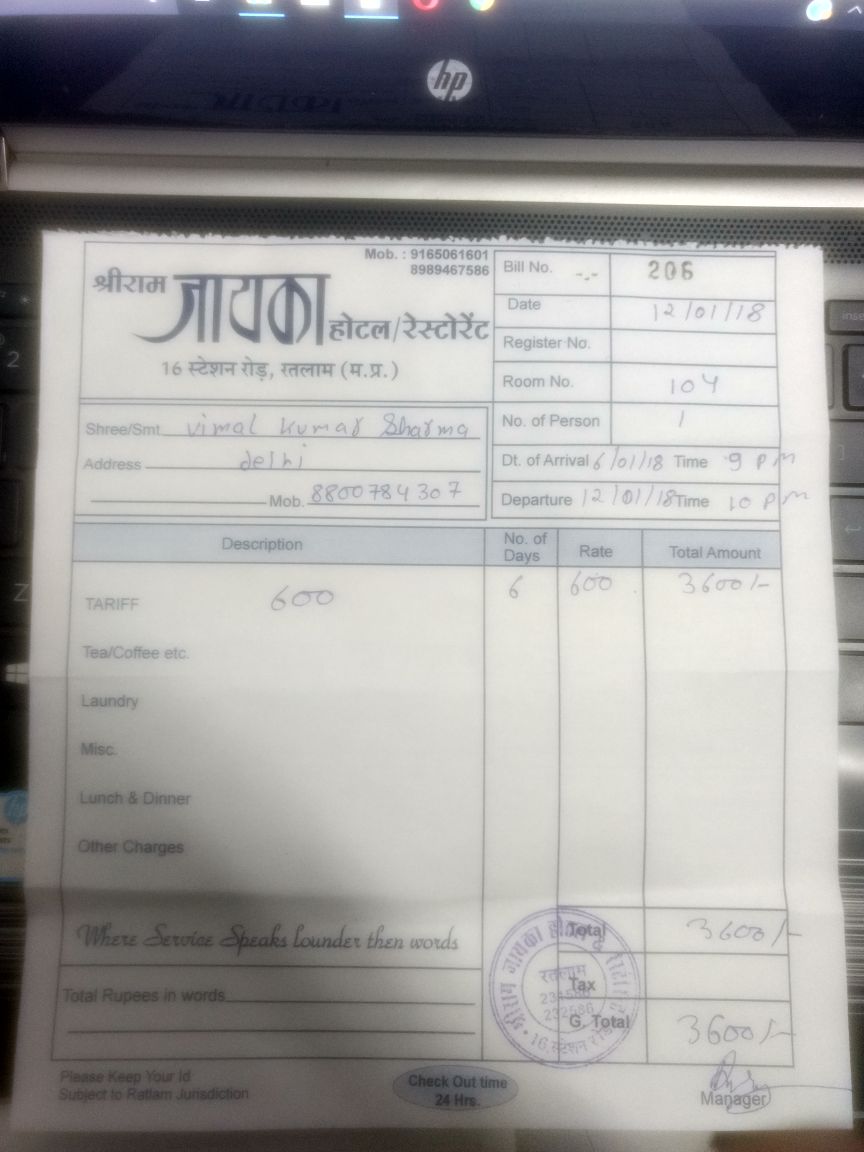 hp
Mob. : 9165061601
8989467586
श्रीराम जायका होटल/रेस्टोरेंट
16 स्टेशन रोड़, रतलाम (म.प्र.)
Bill No. -.- 206
Date 12/01/18
Register No.
Room No. 104
No. of Person 1
Dt. of Arrival 6/01/18 Time 9 PM
Departure 12/01/18 Time 10 PM
Shree/Smt. vimal kumar Sharma
Address delhi
Mob. 8800784307
Description No. of Days Rate Total Amount
TARIFF 600 6 600 3600/-
Tea/Coffee etc.
Laundry
Misc.
Lunch & Dinner
Other Charges
Where Service Speaks Lounder then words
Total 3600/-
Tax
Total Rupees in words
G. Total 3600/-
श्रीराम जायका
रतलाम
232586
16, स्टेशन रोड
Please Keep Your Id
Subject to Ratlam Jurisdiction
Check Out time
24 Hrs.
Manager